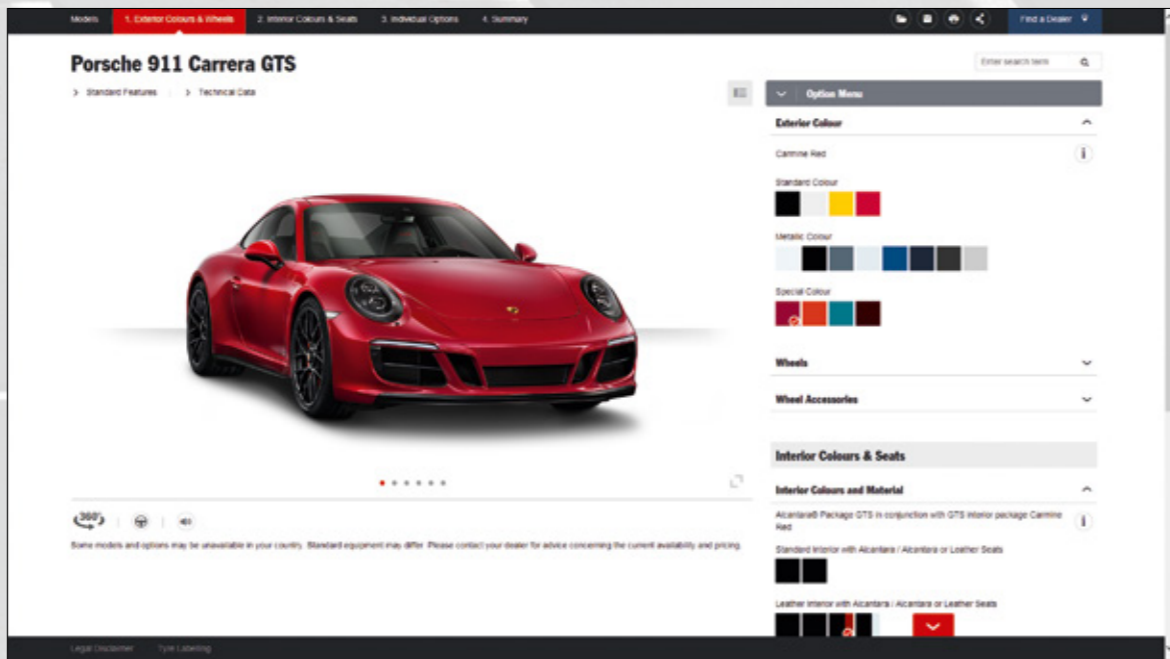 Models 1. Exterior Colours & Wheels 2. Interior Colours & Seats 3. Individual Options 4. Summary Find a Dealer
Porsche 911 Carrera GTS
Enter search term
> Standard Features > Technical Data
Option Menu
Exterior Colour
Carmine Red
i
Standard Colour
Metallic Colour
Special Colour
Wheels
Wheel Accessories
Interior Colours & Seats
Interior Colours and Material
Alcantara® Package GTS in conjunction with GTS interior package Carmine
Red
i
360°
Some models and options may be unavailable in your country. Standard equipment may differ. Please contact your dealer for advice concerning the current availability and pricing.
Standard Interior with Alcantara / Alcantara or Leather Seats
Leather Interior with Alcantara / Alcantara or Leather Seats
Legal Disclaimer Tyre Labelling